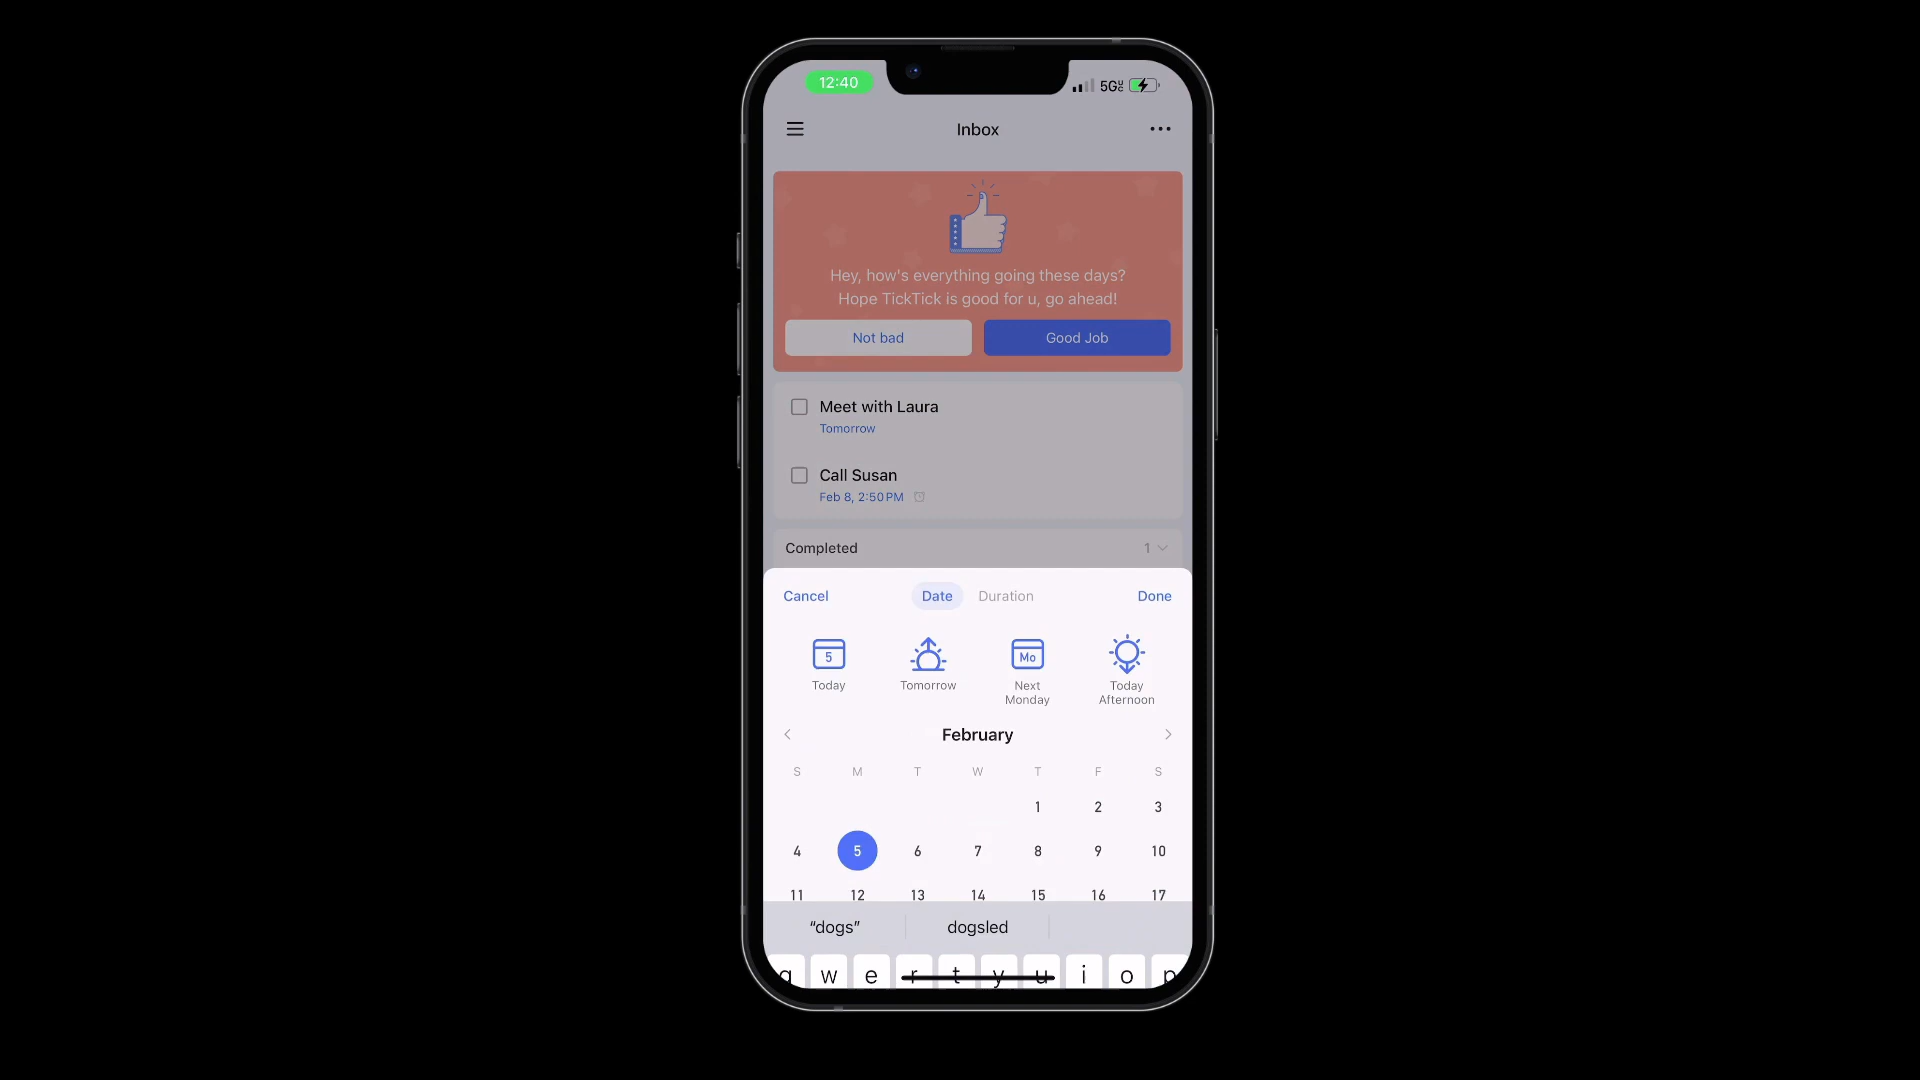 12:40
5G
Inbox
Hey, how's everything going these days?
Hope TickTick is good for u, go ahead!
Not bad
Good Job
Meet with Laura
Tomorrow
Call Susan
Feb 8, 2:50 PM
Completed
1
Cancel
Date
Duration
Done
5
Mo
Today
Tomorrow
Next
Monday
Today
Afternoon
February
S M T W T F S
1 2 3
4 5 6 7 8 9 10
11 12 13 14 15 16 17
“dogs” dogsled
q w e r t y u i o p